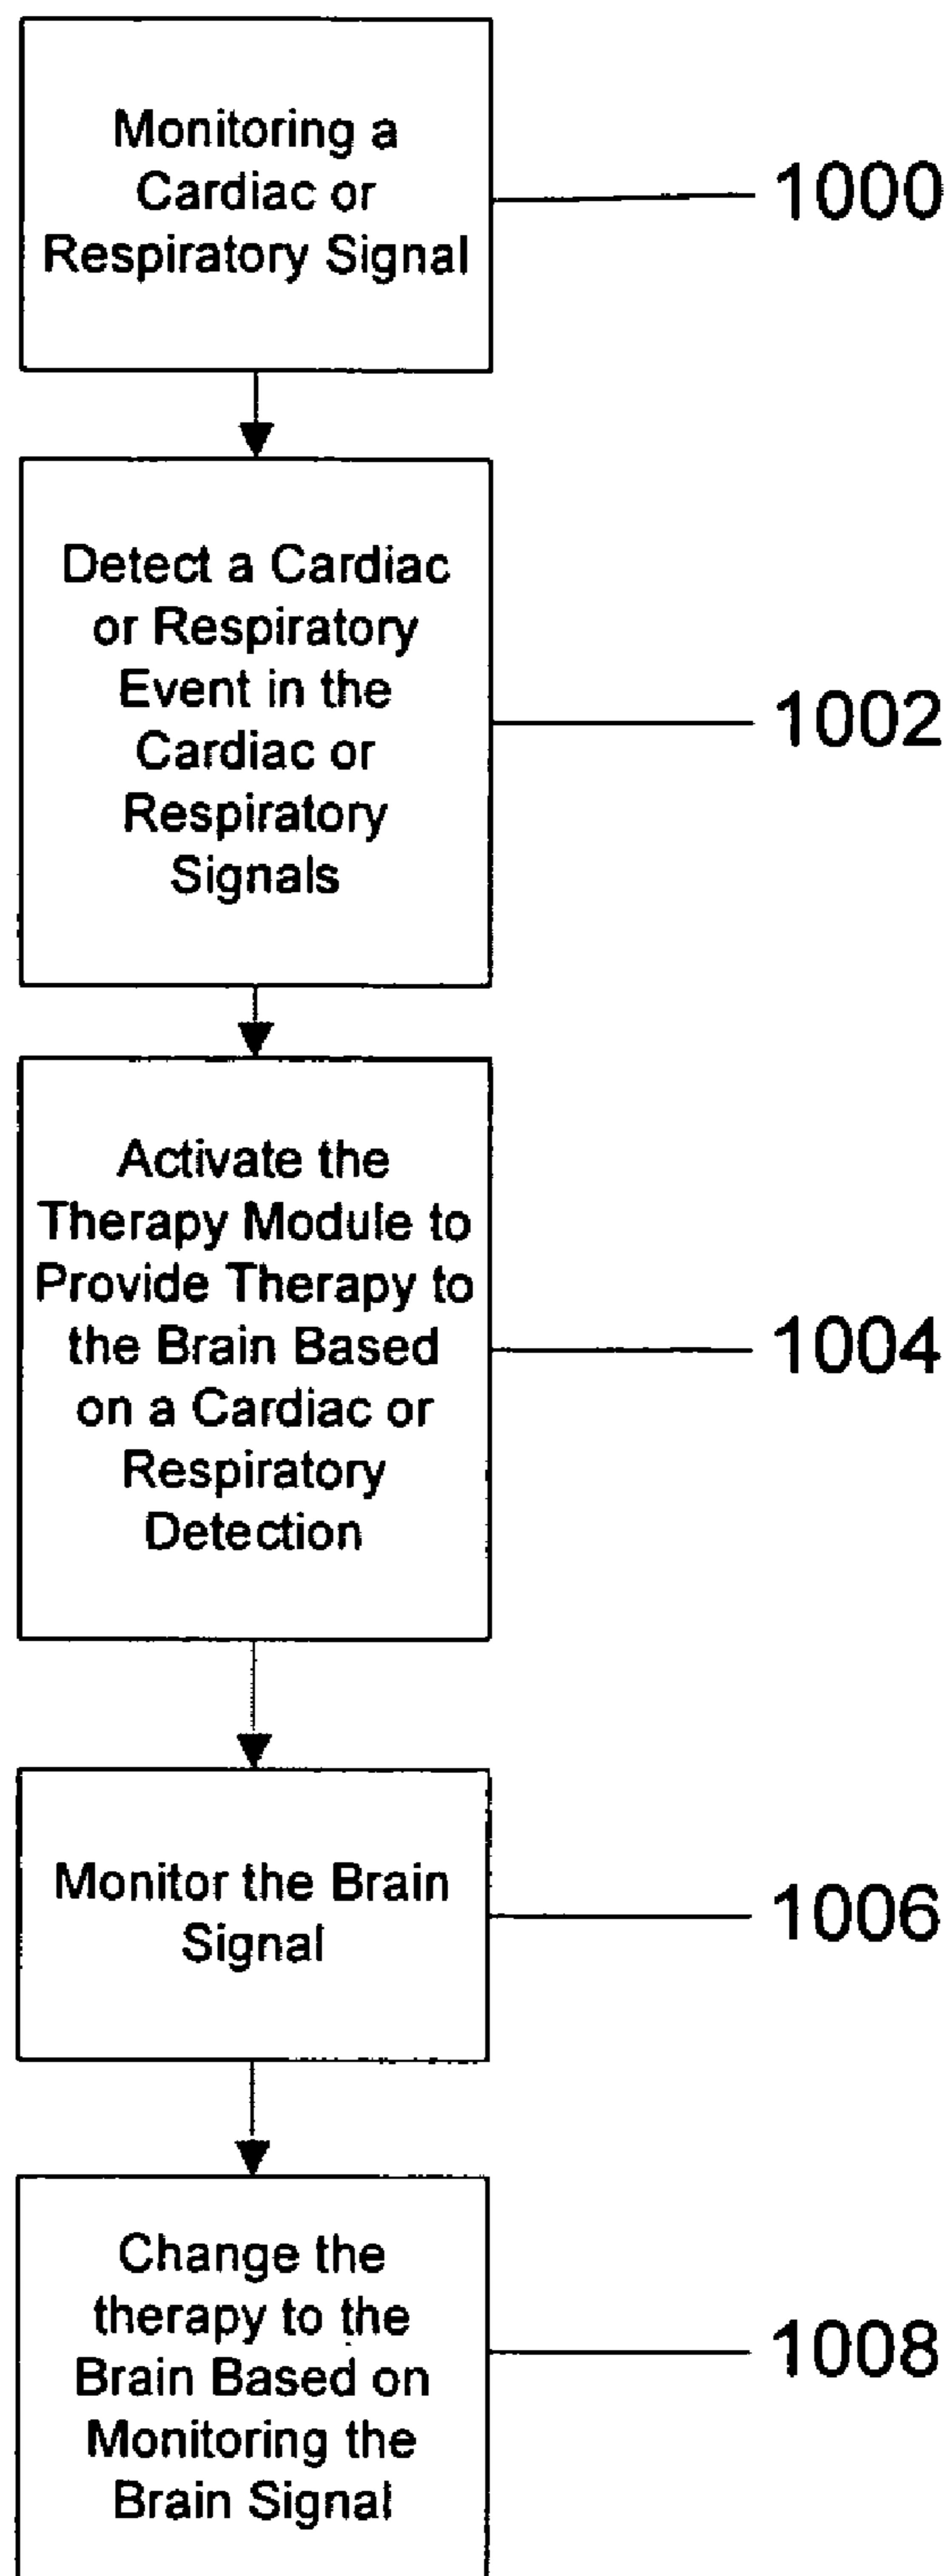 Monitoring a
Cardiac or
Respiratory Signal
1000
Detect a Cardiac
or Respiratory
Event in the
Cardiac or
Respiratory
Signals
1002
Activate the
Therapy Module to
Provide Therapy to
the Brain Based
on a Cardiac or
Respiratory
Detection
1004
Monitor the Brain
Signal
1006
Change the
therapy to the
Brain Based on
Monitoring the
Brain Signal
1008